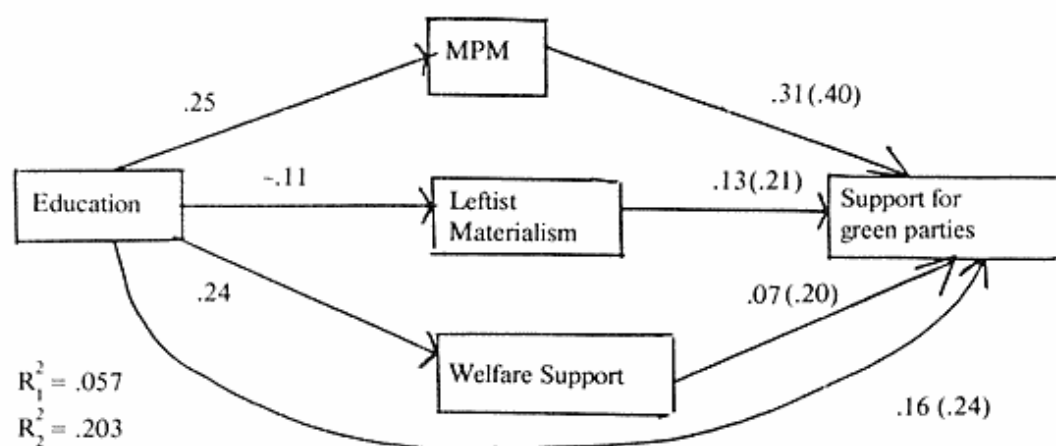 MPM
.25
.31(.40)
Education
-.11
Leftist
Materialism
.13(.21)
Support for
green parties
.24
.07(.20)
Welfare Support
.16 (.24)
R₁² = .057
R₂² = .203